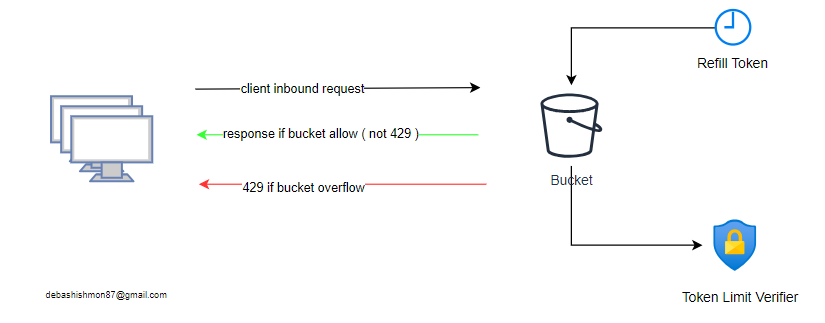 Refill Token
client inbound request
response if bucket allow ( not 429 )
Bucket
429 if bucket overflow
debashishmon87@gmail.com
Token Limit Verifier